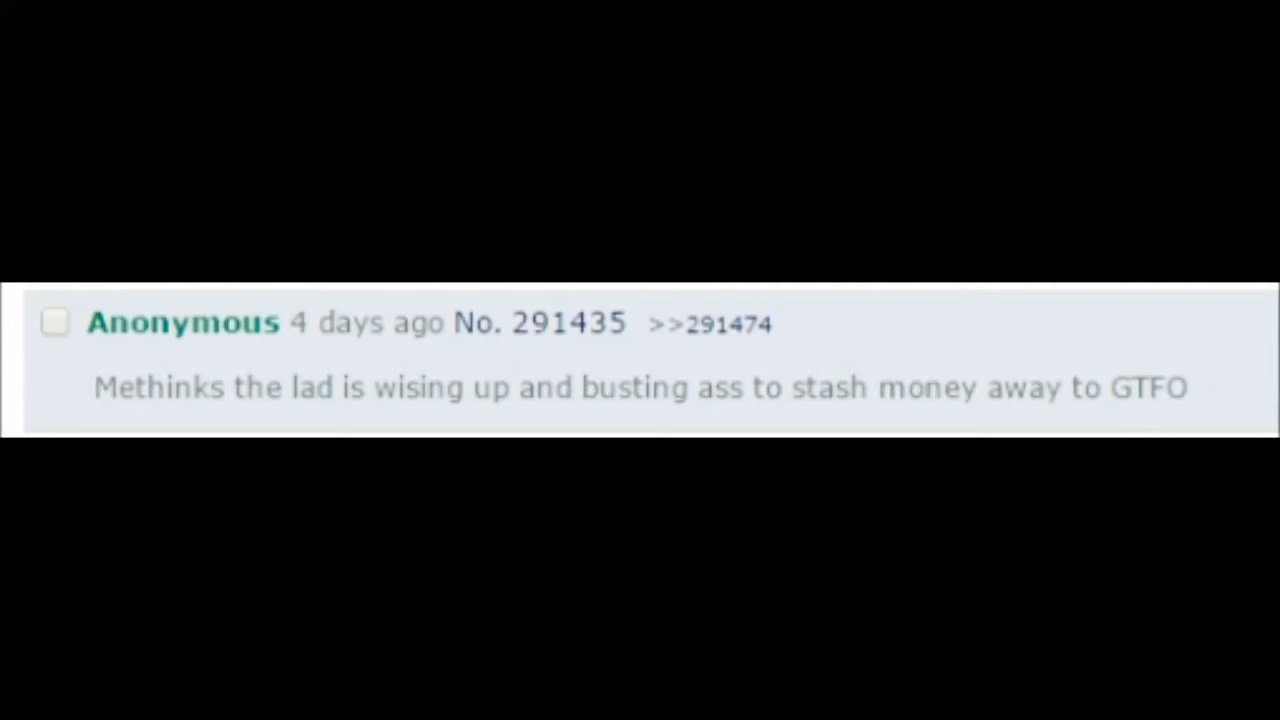 Anonymous 4 days ago No. 291435 >>291474
Methinks the lad is wising up and busting ass to stash money away to GTFO